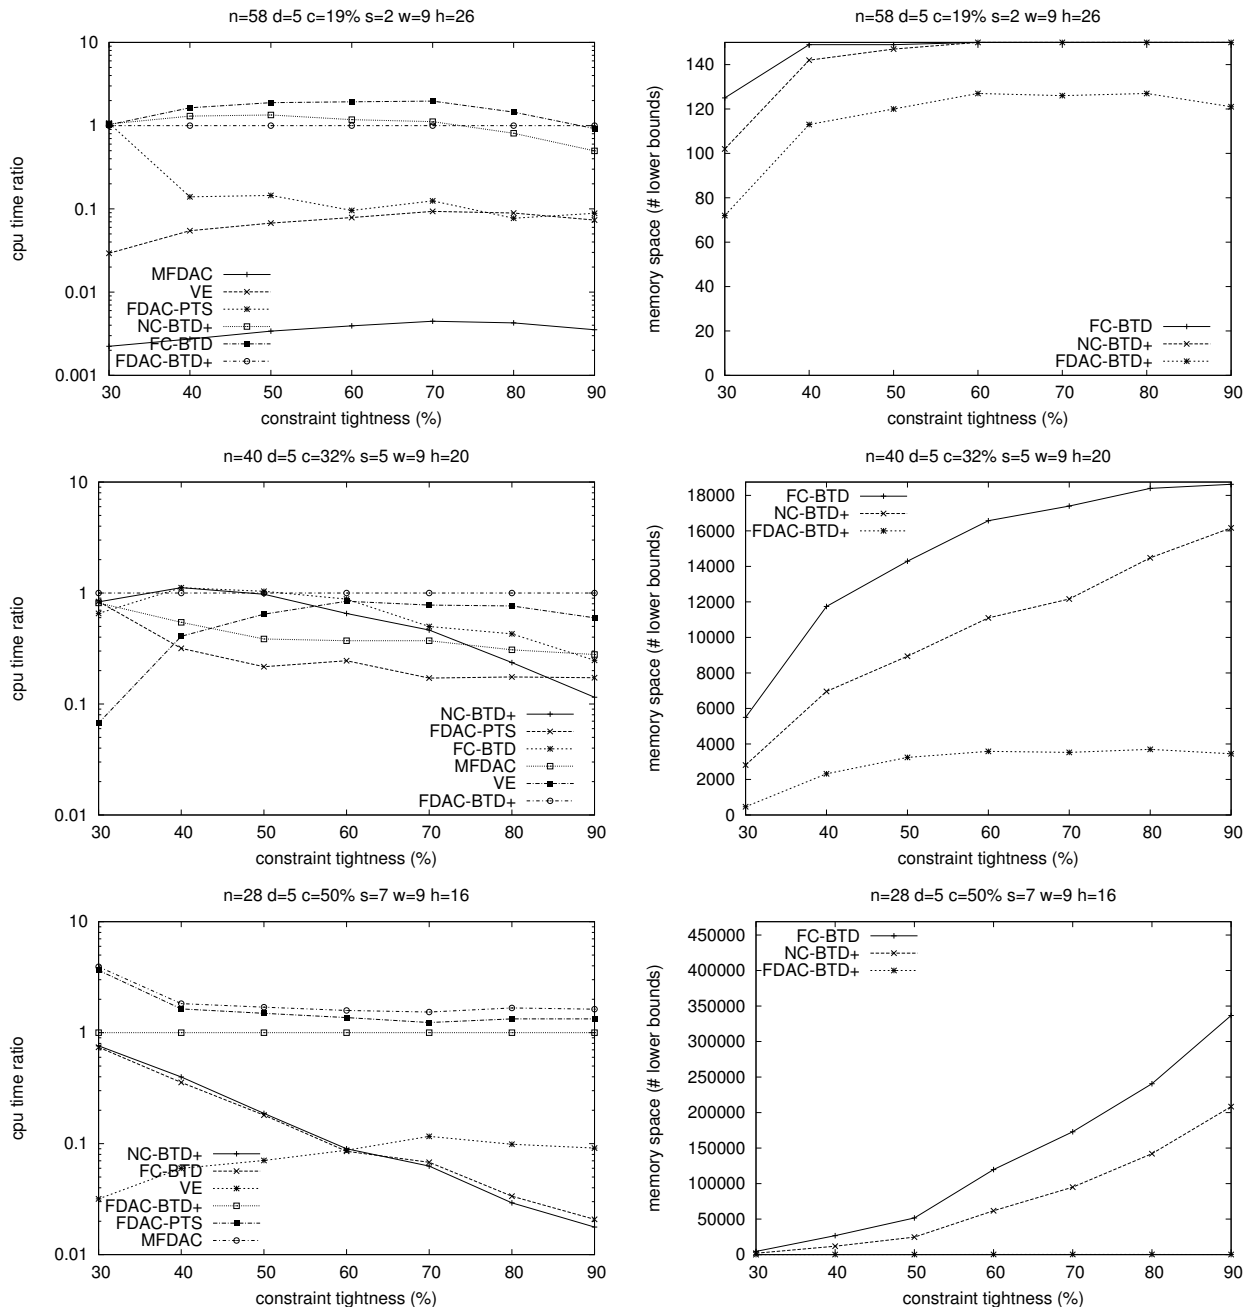 n=58 d=5 c=19% s=2 w=9 h=26
10
1
0.1
0.01
0.001
cpu time ratio
MFDAC
VE
FDAC-PTS
NC-BTD+
FC-BTD
FDAC-BTD+
30 40 50 60 70 80 90
constraint tightness (%)
n=58 d=5 c=19% s=2 w=9 h=26
140
120
100
80
60
40
20
0
memory space (# lower bounds)
FC-BTD
NC-BTD+
FDAC-BTD+
30 40 50 60 70 80 90
constraint tightness (%)
n=40 d=5 c=32% s=5 w=9 h=20
10
1
0.1
0.01
cpu time ratio
NC-BTD+
FDAC-PTS
FC-BTD
MFDAC
VE
FDAC-BTD+
30 40 50 60 70 80 90
constraint tightness (%)
n=40 d=5 c=32% s=5 w=9 h=20
18000
16000
14000
12000
10000
8000
6000
4000
2000
0
memory space (# lower bounds)
FC-BTD
NC-BTD+
FDAC-BTD+
30 40 50 60 70 80 90
constraint tightness (%)
n=28 d=5 c=50% s=7 w=9 h=16
10
1
0.1
0.01
cpu time ratio
NC-BTD+
FC-BTD
VE
FDAC-BTD+
FDAC-PTS
MFDAC
30 40 50 60 70 80 90
constraint tightness (%)
n=28 d=5 c=50% s=7 w=9 h=16
450000
400000
350000
300000
250000
200000
150000
100000
50000
0
memory space (# lower bounds)
FC-BTD
NC-BTD+
FDAC-BTD+
30 40 50 60 70 80 90
constraint tightness (%)